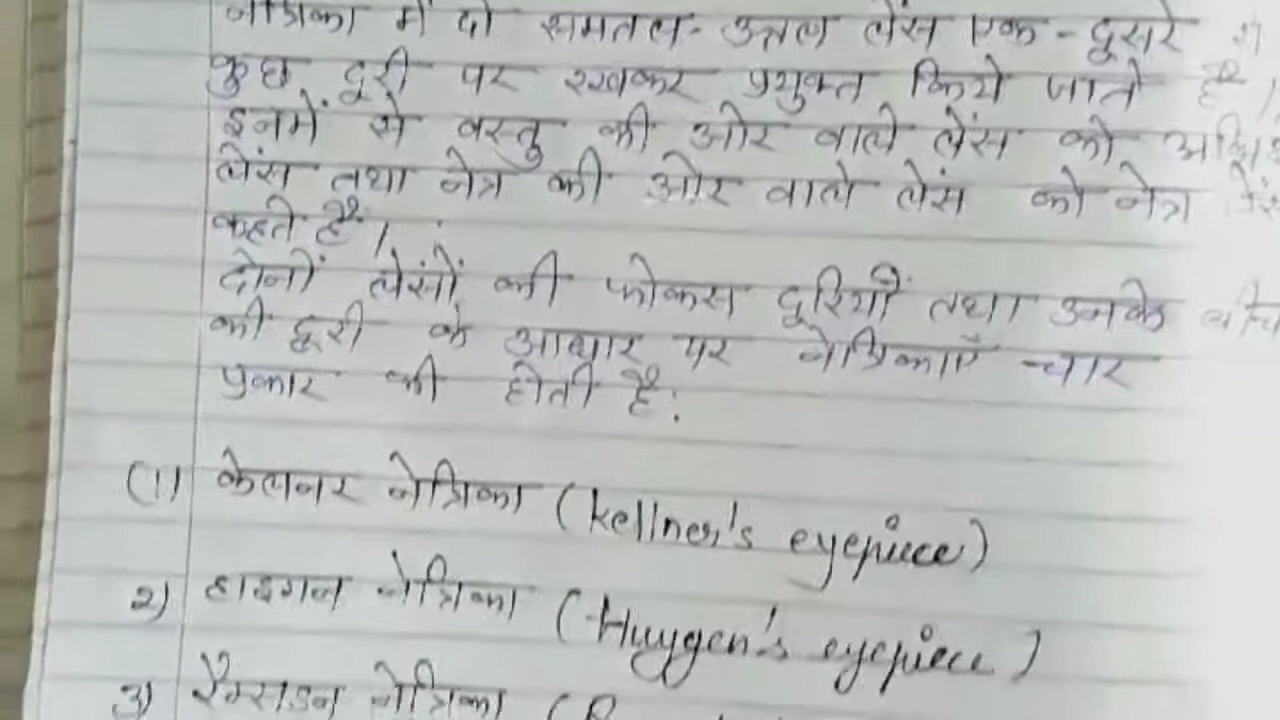 नेत्रिका में दो समतल-उत्तल लेंस एक-दूसरे से
कुछ दूरी पर रखकर प्रयुक्त किये जाते हैं।
इनमें से वस्तु की ओर वाले लेंस को
लेंस तथा नेत्र की ओर वाले लेंस को नेत्र
कहते हैं।
दोनों लेंसों की फोकस दूरियों तथा उनके बीच
की दूरी के आधार पर नेत्रिकाएँ चार
प्रकार की होती हैं:
(1) केलनर नेत्रिका (Kellner's eyepiece)
2) हाइगन नेत्रिका (Huygen's eyepiece)
3) रैम्सडन नेत्रिका (